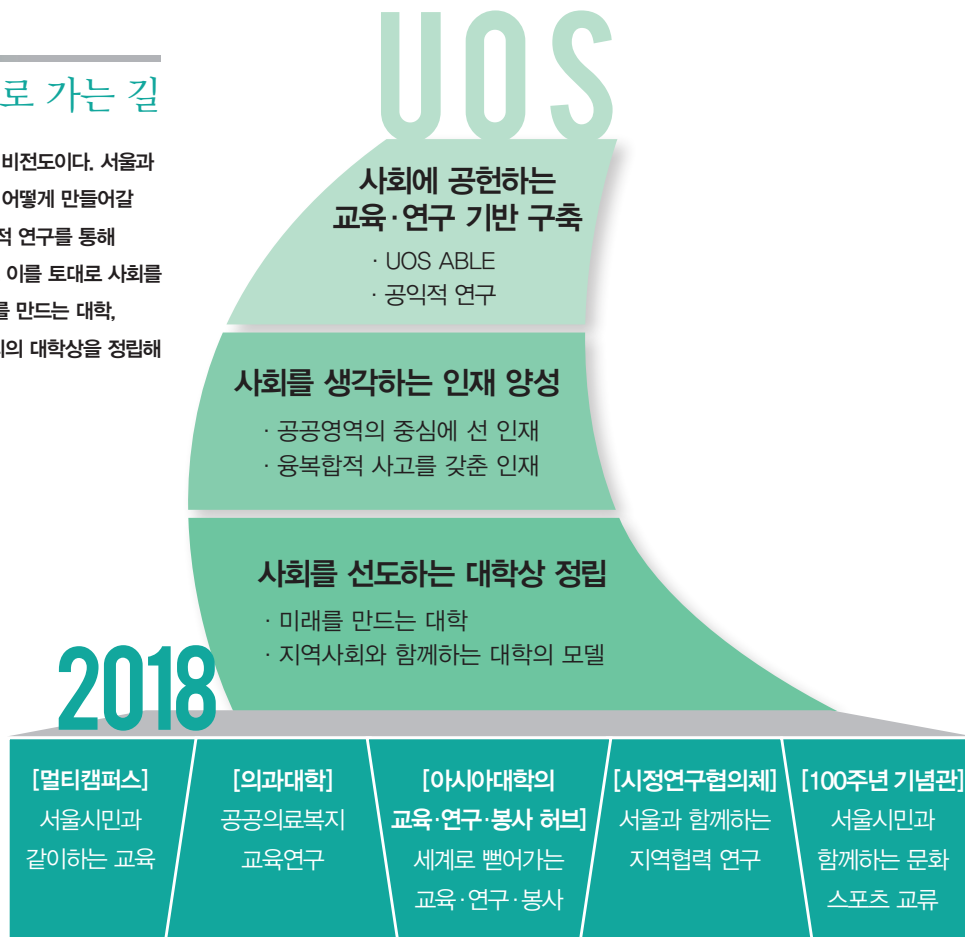 로 가는 길
비전도이다. 서울과
어떻게 만들어갈
적 연구를 통해
이를 토대로 사회를
를 만드는 대학,
의 대학상을 정립해
UOS
사회에 공헌하는
교육·연구 기반 구축
· UOS ABLE
· 공익적 연구
사회를 생각하는 인재 양성
· 공공영역의 중심에 선 인재
· 융복합적 사고를 갖춘 인재
사회를 선도하는 대학상 정립
· 미래를 만드는 대학
· 지역사회와 함께하는 대학의 모델
2018
[멀티캠퍼스]
서울시민과
같이하는 교육
[의과대학]
공공의료복지
교육연구
[아시아대학의
교육·연구·봉사 허브]
세계로 뻗어가는
교육·연구·봉사
[시정연구협의체]
서울과 함께하는
지역협력 연구
[100주년 기념관]
서울시민과
함께하는 문화
스포츠 교류